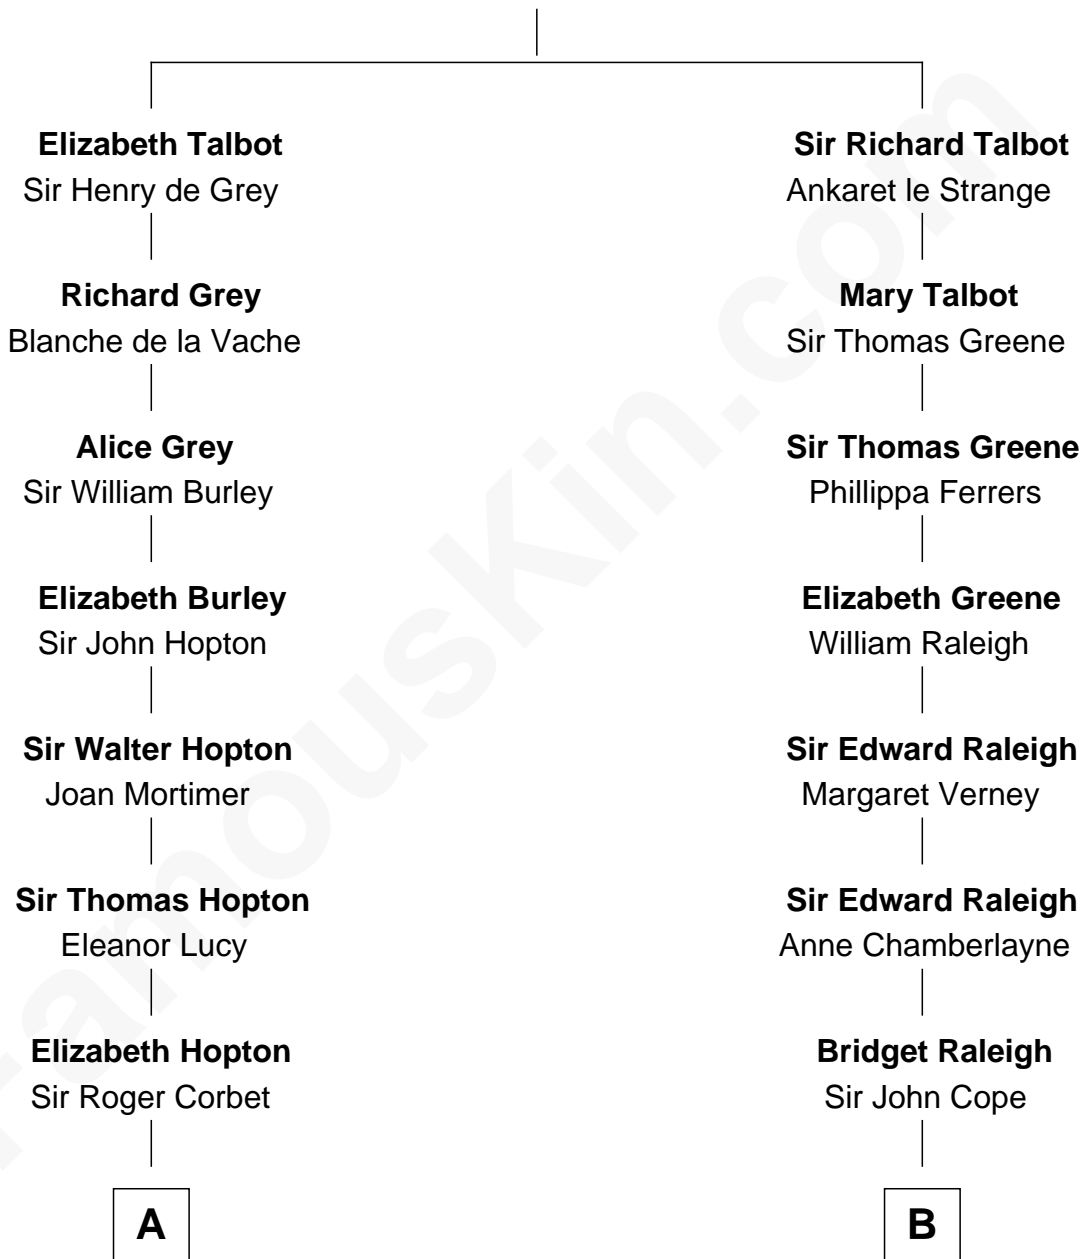 Elizabeth Talbot
Sir Henry de Grey
Richard Grey
Blanche de la Vache
Alice Grey
Sir William Burley
Elizabeth Burley
Sir John Hopton
Sir Walter Hopton
Joan Mortimer
Sir Thomas Hopton
Eleanor Lucy
Elizabeth Hopton
Sir Roger Corbet
A
Sir Richard Talbot
Ankaret le Strange
Mary Talbot
Sir Thomas Greene
Sir Thomas Greene
Phillippa Ferrers
Elizabeth Greene
William Raleigh
Sir Edward Raleigh
Margaret Verney
Sir Edward Raleigh
Anne Chamberlayne
Bridget Raleigh
Sir John Cope
B
FamousKin.com